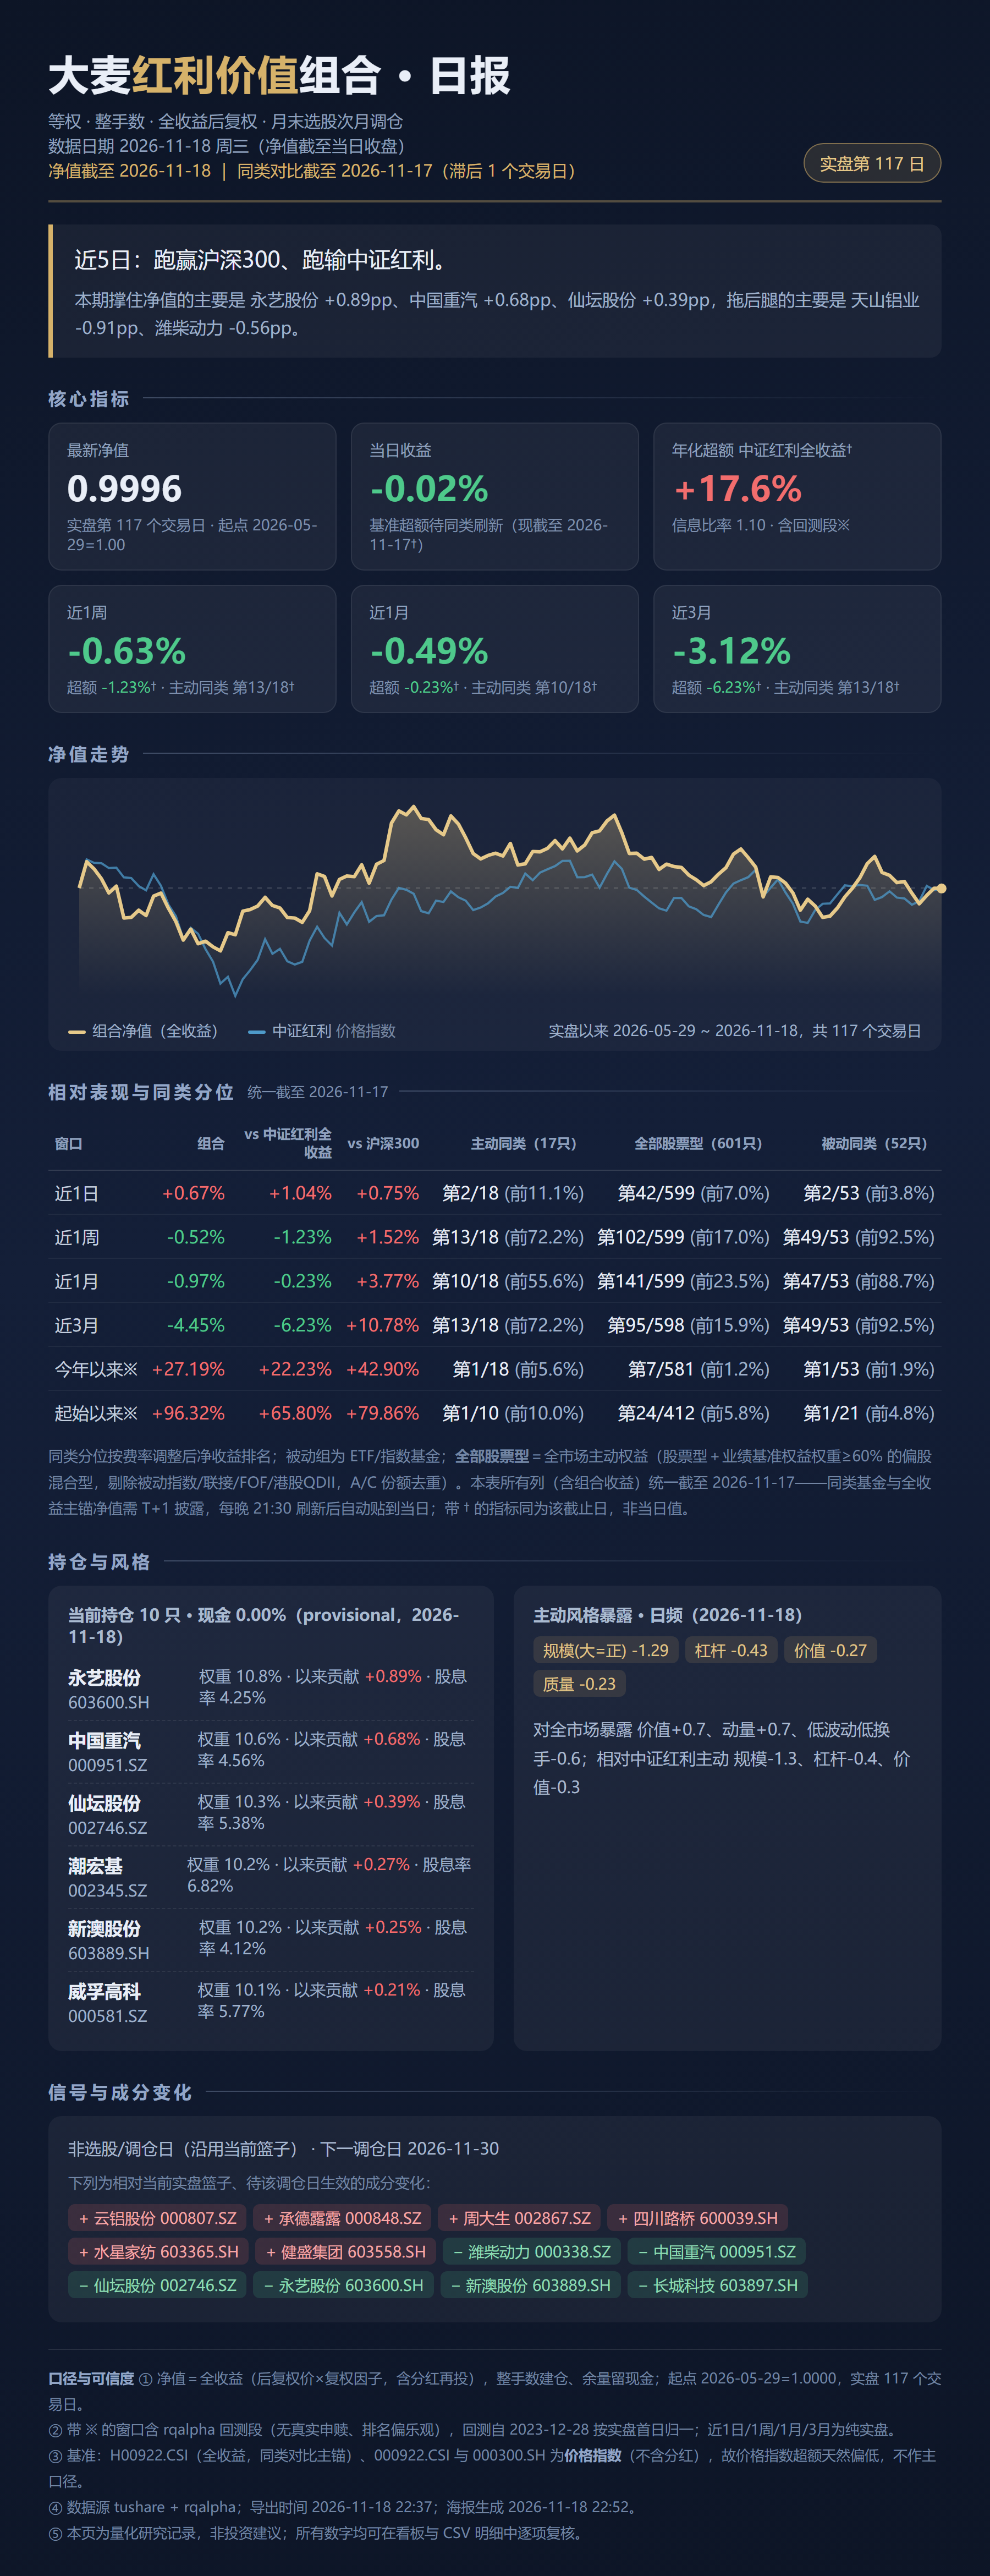 大麦红利价值组合 • 日报
等权 · 整手数 · 全收益后复权 · 月末选股次月调仓
数据日期 2026-11-18 周三（净值截至当日收盘）
净值截至 2026-11-18 ｜ 同类对比截至 2026-11-17（滞后 1 个交易日）
实盘第 117 日
近5日：跑赢沪深300、跑输中证红利。
本期撑住净值的主要是 永艺股份 +0.89pp、中国重汽 +0.68pp、仙坛股份 +0.39pp，拖后腿的主要是 天山铝业
-0.91pp、潍柴动力 -0.56pp。
核心指标
最新净值
0.9996
实盘第 117 个交易日 · 起点 2026-05-
29=1.00
当日收益
-0.02%
基准超额待同类刷新（现截至 2026-
11-17†）
年化超额 中证红利全收益†
+17.6%
信息比率 1.10 · 含回测段※
近1周
-0.63%
超额 -1.23%† · 主动同类 第13/18†
近1月
-0.49%
超额 -0.23%† · 主动同类 第10/18†
近3月
-3.12%
超额 -6.23%† · 主动同类 第13/18†
净值走势
组合净值（全收益） 中证红利 价格指数 实盘以来 2026-05-29 ~ 2026-11-18，共 117 个交易日
相对表现与同类分位 统一截至 2026-11-17
窗口 组合 vs 中证红利全收益 vs 沪深300 主动同类（17只） 全部股票型（601只） 被动同类（52只）
近1日 +0.67% +1.04% +0.75% 第2/18 (前11.1%) 第42/599 (前7.0%) 第2/53 (前3.8%)
近1周 -0.52% -1.23% +1.52% 第13/18 (前72.2%) 第102/599 (前17.0%) 第49/53 (前92.5%)
近1月 -0.97% -0.23% +3.77% 第10/18 (前55.6%) 第141/599 (前23.5%) 第47/53 (前88.7%)
近3月 -4.45% -6.23% +10.78% 第13/18 (前72.2%) 第95/598 (前15.9%) 第49/53 (前92.5%)
今年以来※ +27.19% +22.23% +42.90% 第1/18 (前5.6%) 第7/581 (前1.2%) 第1/53 (前1.9%)
起始以来※ +96.32% +65.80% +79.86% 第1/10 (前10.0%) 第24/412 (前5.8%) 第1/21 (前4.8%)
同类分位按费率调整后净收益排名；被动组为 ETF/指数基金；全部股票型＝全市场主动权益（股票型＋业绩基准权益权重≥60% 的偏股
混合型，剔除被动指数/联接/FOF/港股QDII，A/C 份额去重）。本表所有列（含组合收益）统一截至 2026-11-17——同类基金与全收
益主锚净值需 T+1 披露，每晚 21:30 刷新后自动贴到当日；带 † 的指标同为该截止日，非当日值。
持仓与风格
当前持仓 10 只 • 现金 0.00%（provisional，2026-
11-18）
永艺股份 权重 10.8% · 以来贡献 +0.89% · 股息
603600.SH 率 4.25%
中国重汽 权重 10.6% · 以来贡献 +0.68% · 股息
000951.SZ 率 4.56%
仙坛股份 权重 10.3% · 以来贡献 +0.39% · 股息
002746.SZ 率 5.38%
潮宏基 权重 10.2% · 以来贡献 +0.27% · 股息率
002345.SZ 6.82%
新澳股份 权重 10.2% · 以来贡献 +0.25% · 股息
603889.SH 率 4.12%
威孚高科 权重 10.1% · 以来贡献 +0.21% · 股息
000581.SZ 率 5.77%
主动风格暴露 • 日频（2026-11-18）
规模(大=正) -1.29 杠杆 -0.43 价值 -0.27
质量 -0.23
对全市场暴露 价值+0.7、动量+0.7、低波动低换
手-0.6；相对中证红利主动 规模-1.3、杠杆-0.4、价
值-0.3
信号与成分变化
非选股/调仓日（沿用当前篮子） · 下一调仓日 2026-11-30
下列为相对当前实盘篮子、待该调仓日生效的成分变化：
+ 云铝股份 000807.SZ + 承德露露 000848.SZ + 周大生 002867.SZ + 四川路桥 600039.SH
+ 水星家纺 603365.SH + 健盛集团 603558.SH − 潍柴动力 000338.SZ − 中国重汽 000951.SZ
− 仙坛股份 002746.SZ − 永艺股份 603600.SH − 新澳股份 603889.SH − 长城科技 603897.SH
口径与可信度 ① 净值＝全收益（后复权价×复权因子，含分红再投），整手数建仓、余量留现金；起点 2026-05-29=1.0000，实盘 117 个交
易日。
② 带 ※ 的窗口含 rqalpha 回测段（无真实申赎、排名偏乐观），回测自 2023-12-28 按实盘首日归一；近1日/1周/1月/3月为纯实盘。
③ 基准：H00922.CSI（全收益，同类对比主锚）、000922.CSI 与 000300.SH 为价格指数（不含分红），故价格指数超额天然偏低，不作主
口径。
④ 数据源 tushare + rqalpha；导出时间 2026-11-18 22:37；海报生成 2026-11-18 22:52。
⑤ 本页为量化研究记录，非投资建议；所有数字均可在看板与 CSV 明细中逐项复核。